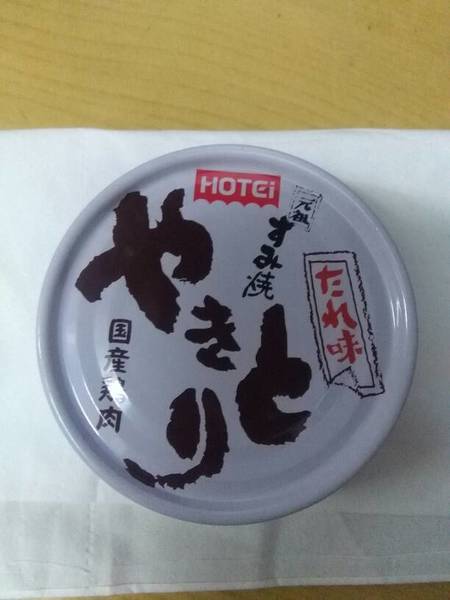 HOTEi
元祖
すみ焼
たれ味
やきとり
国産鶏肉